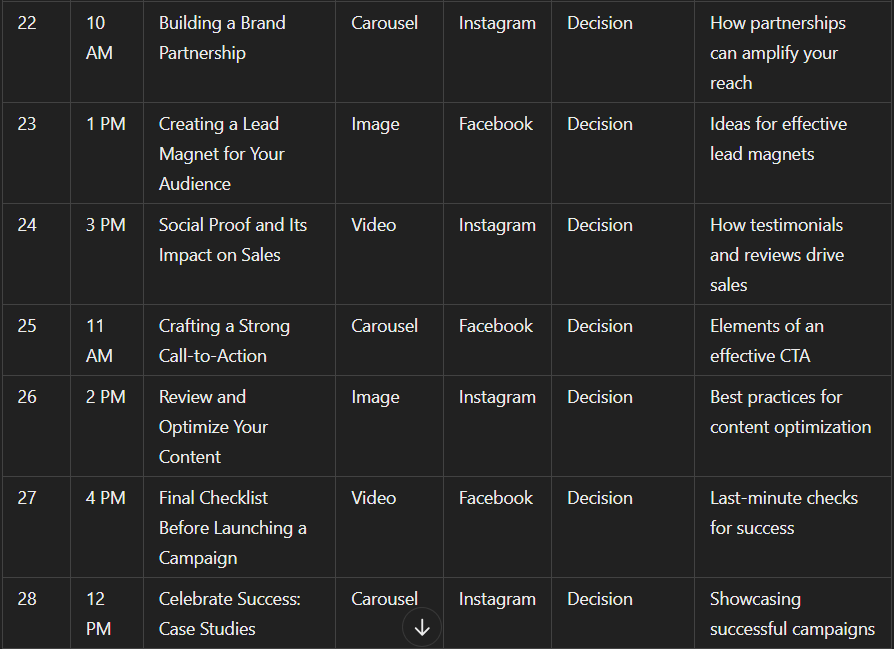 22 10 Building a Brand Carousel Instagram Decision How partnerships
AM Partnership can amplify your
reach
23 1 PM Creating a Lead Image Facebook Decision Ideas for effective
Magnet for Your lead magnets
Audience
24 3 PM Social Proof and Its Video Instagram Decision How testimonials
Impact on Sales and reviews drive
sales
25 11 Crafting a Strong Carousel Facebook Decision Elements of an
AM Call-to-Action effective CTA
26 2 PM Review and Image Instagram Decision Best practices for
Optimize Your content optimization
Content
27 4 PM Final Checklist Video Facebook Decision Last-minute checks
Before Launching a for success
Campaign
28 12 Celebrate Success: Carousel Instagram Decision Showcasing
PM Case Studies successful campaigns